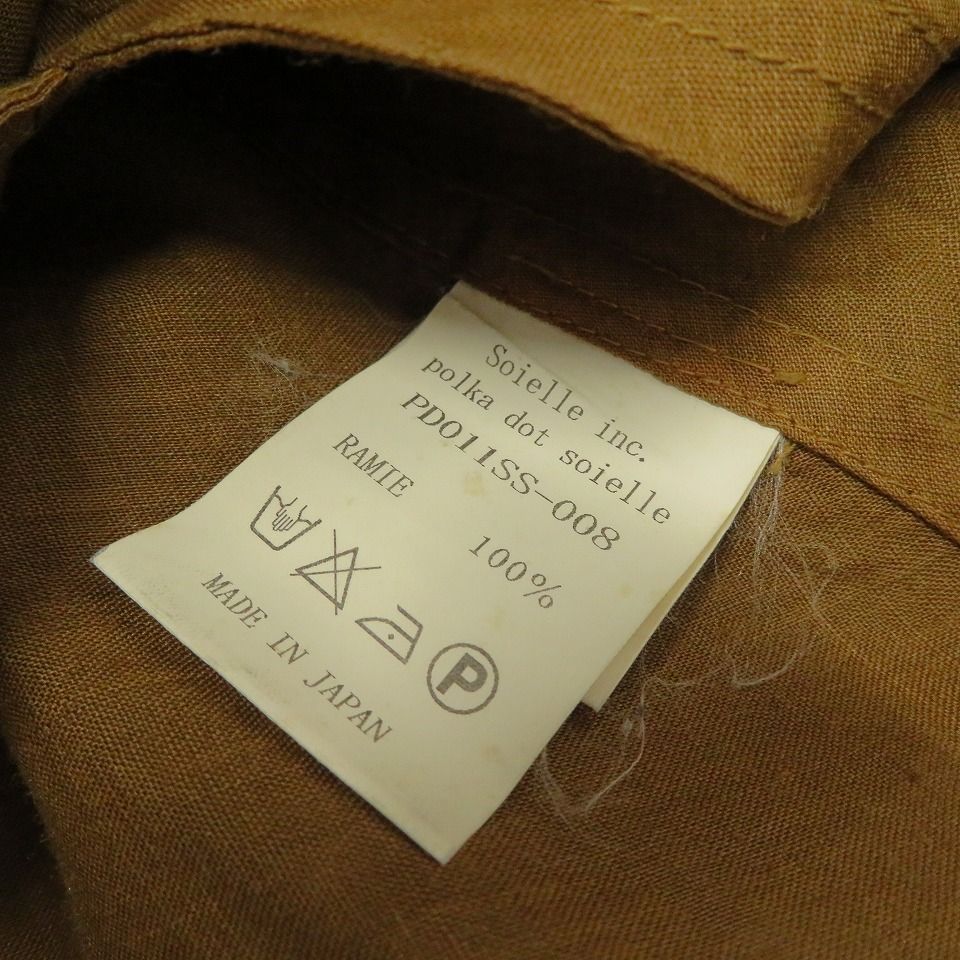 Soielle inc.
polka dot soielle
PD011SS-008
RAMIE 100%
P
MADE IN JAPAN